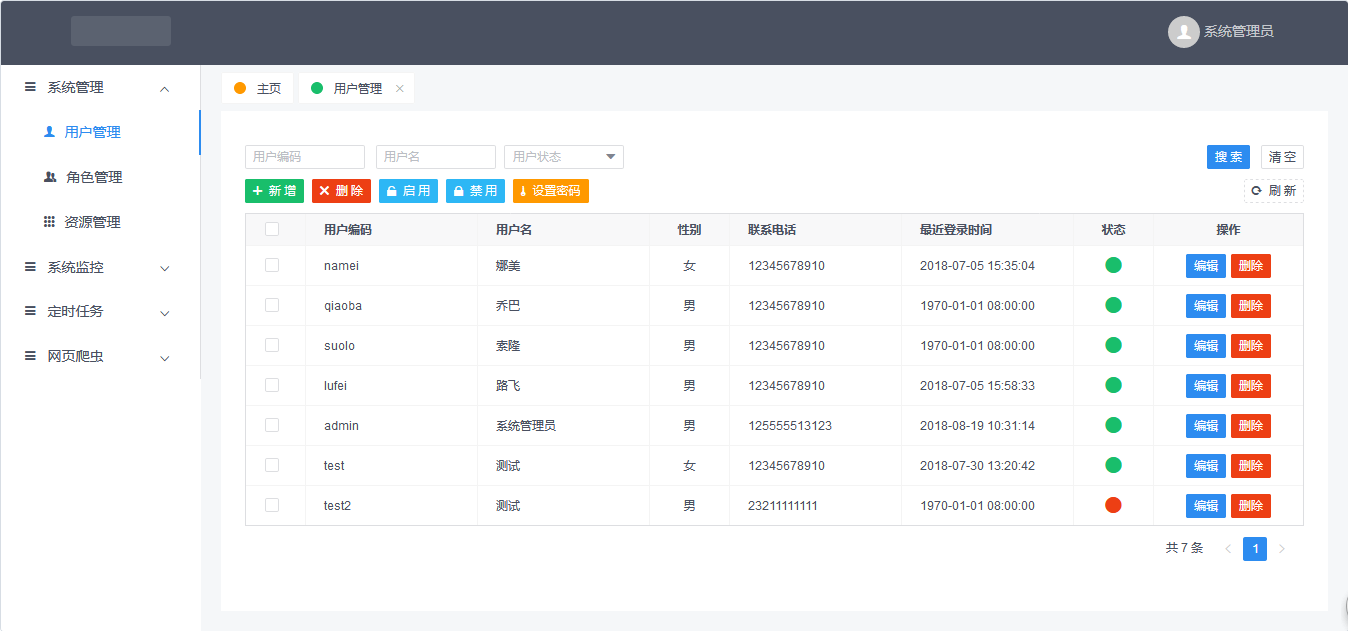 系统管理员
系统管理
用户管理
角色管理
资源管理
系统监控
定时任务
网页爬虫
主页 用户管理
用户编码 用户名 用户状态 搜索 清空
新增 删除 启用 禁用 设置密码 刷新
用户编码 用户名 性别 联系电话 最近登录时间 状态 操作
namei 娜美 女 12345678910 2018-07-05 15:35:04 编辑 删除
qiaoba 乔巴 男 12345678910 1970-01-01 08:00:00 编辑 删除
suolo 索隆 男 12345678910 1970-01-01 08:00:00 编辑 删除
lufei 路飞 男 12345678910 2018-07-05 15:58:33 编辑 删除
admin 系统管理员 男 125555513123 2018-08-19 10:31:14 编辑 删除
test 测试 女 12345678910 2018-07-30 13:20:42 编辑 删除
test2 测试 男 23211111111 1970-01-01 08:00:00 编辑 删除
共 7 条 1